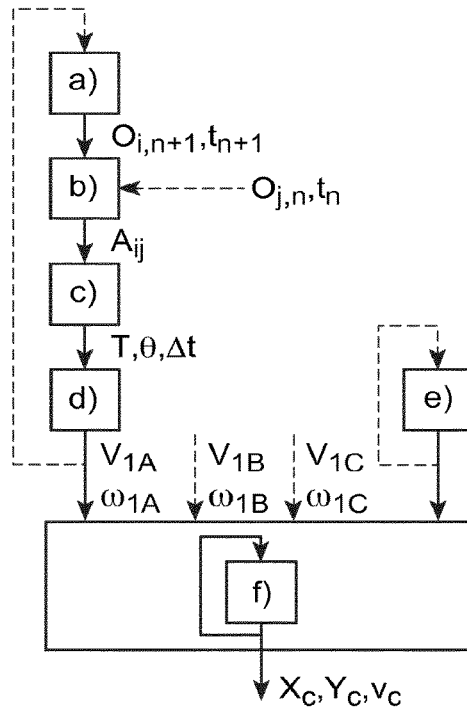 a)
O_{i,n+1},t_{n+1}
b)
O_{j,n},t_n
A_{ij}
c)
T,θ,Δt
d)
e)
V_{1A} V_{1B} V_{1C}
ω_{1A} ω_{1B} ω_{1C}
f)
X_c,Y_c,v_c